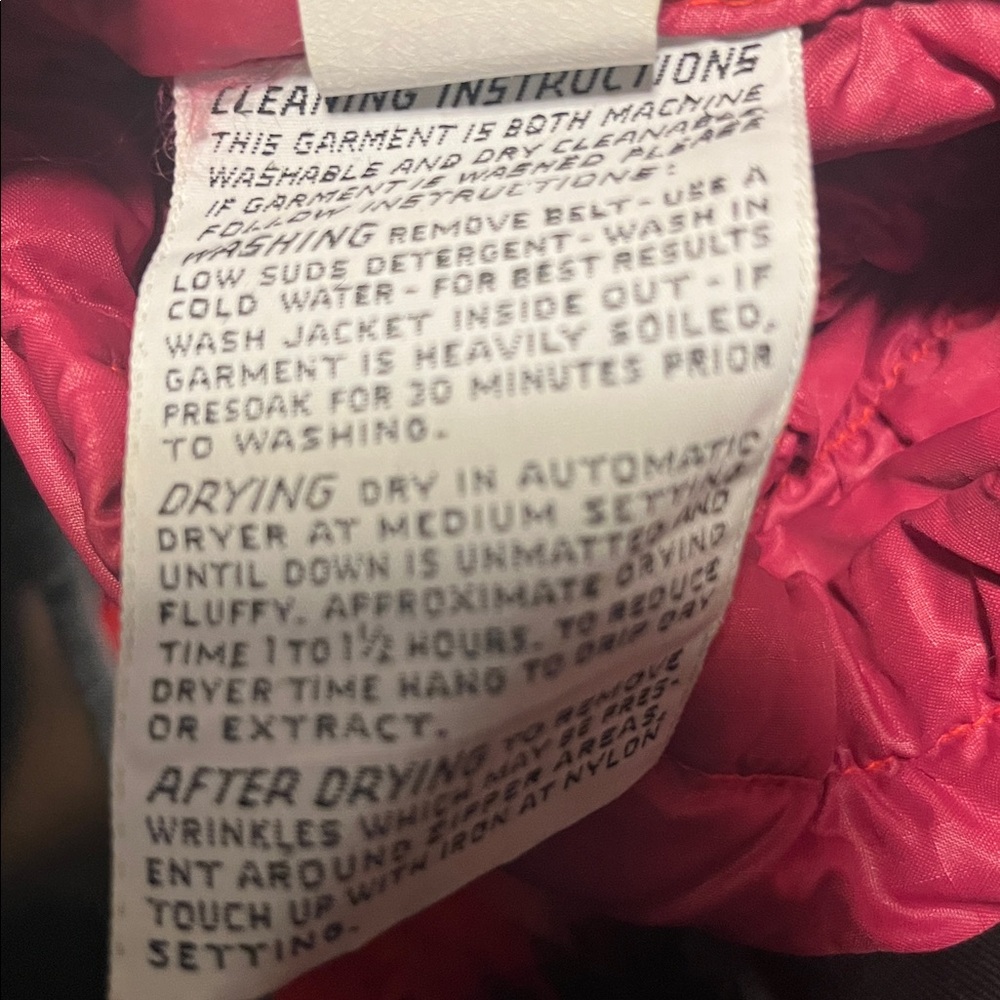 CLEANING INSTRUCTIONS
THIS GARMENT IS BOTH MACHINE
WASHABLE AND DRY CLEANABLE
IF GARMENT IS WASHED PLEASE
FOLLOW INSTRUCTIONS:
WASHING REMOVE BELT - USE A
LOW SUDS DETERGENT - WASH IN
COLD WATER - FOR BEST RESULTS
WASH JACKET INSIDE OUT - IF
GARMENT IS HEAVILY SOILED,
PRESOAK FOR 30 MINUTES PRIOR
TO WASHING.
DRYING DRY IN AUTOMATIC
DRYER AT MEDIUM SETTING
UNTIL DOWN IS UNMATTED AND
FLUFFY. APPROXIMATE DRYING
TIME 1 TO 1½ HOURS. TO REDUCE
DRYER TIME HANG TO DRIP DRY
OR EXTRACT.
AFTER DRYING TO REMOVE
WRINKLES WHICH MAY BE PRES-
ENT AROUND ZIPPER AREAS,
TOUCH UP WITH IRON AT NYLON
SETTING.